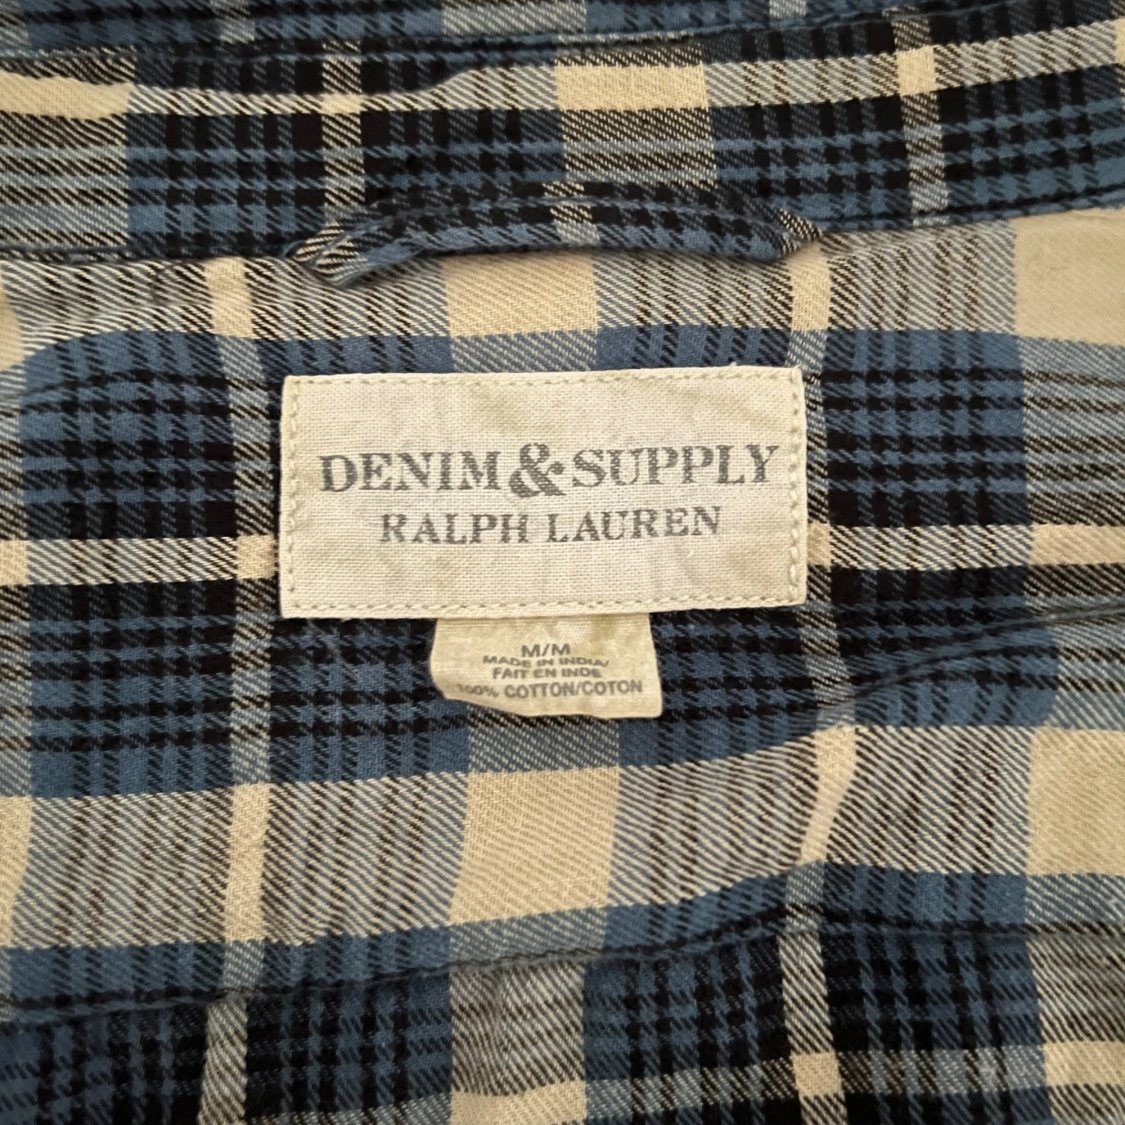 DENIM & SUPPLY
RALPH LAUREN
M/M
MADE IN INDIA/
FAIT EN INDE
100% COTTON/COTON